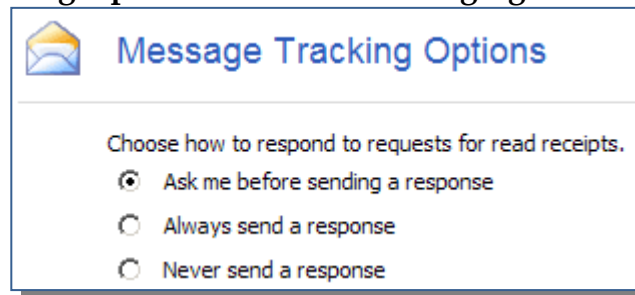 Message Tracking Options
Choose how to respond to requests for read receipts.
Ask me before sending a response
Always send a response
Never send a response